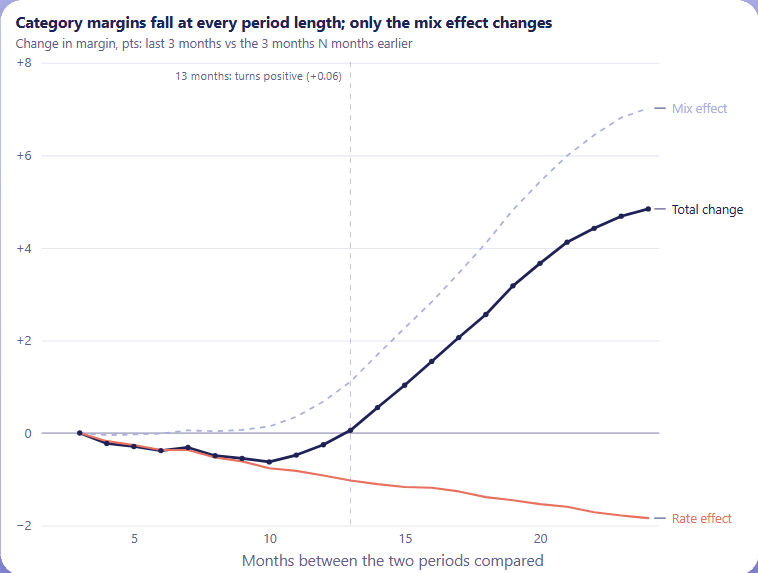 Category margins fall at every period length; only the mix effect changes
Change in margin, pts: last 3 months vs the 3 months N months earlier
+8
13 months: turns positive (+0.06)
Mix effect
+6
Total change
+4
+2
0
Rate effect
−2
5
10
15
20
Months between the two periods compared